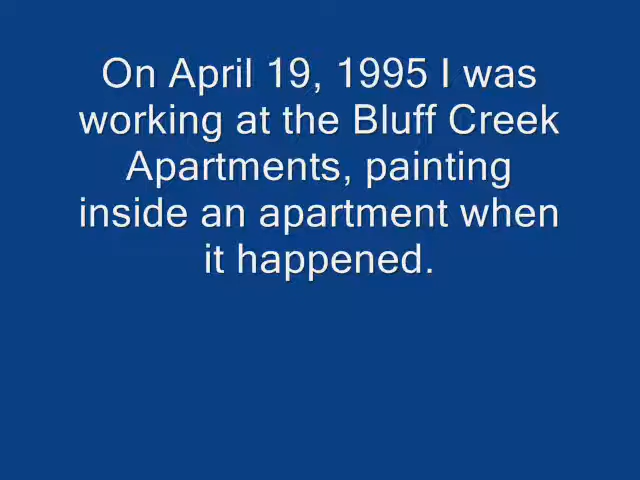 On April 19, 1995 I was
working at the Bluff Creek
Apartments, painting
inside an apartment when
it happened.